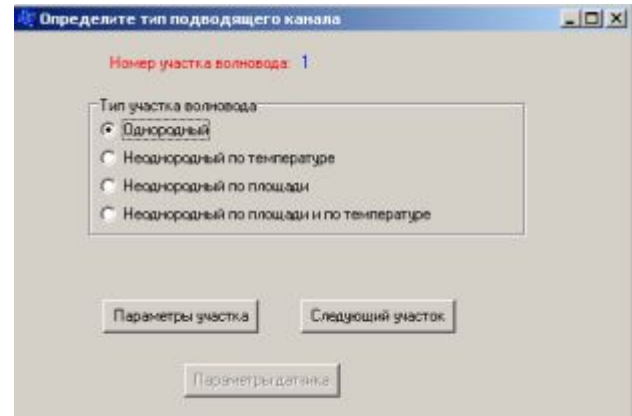 Определите тип подводящего канала
Номер участка волновода: 1
Тип участка волновода
Однородный
Неоднородный по температуре
Неоднородный по площади
Неоднородный по площади и по температуре
Параметры участка
Следующий участок
Параметры датчика